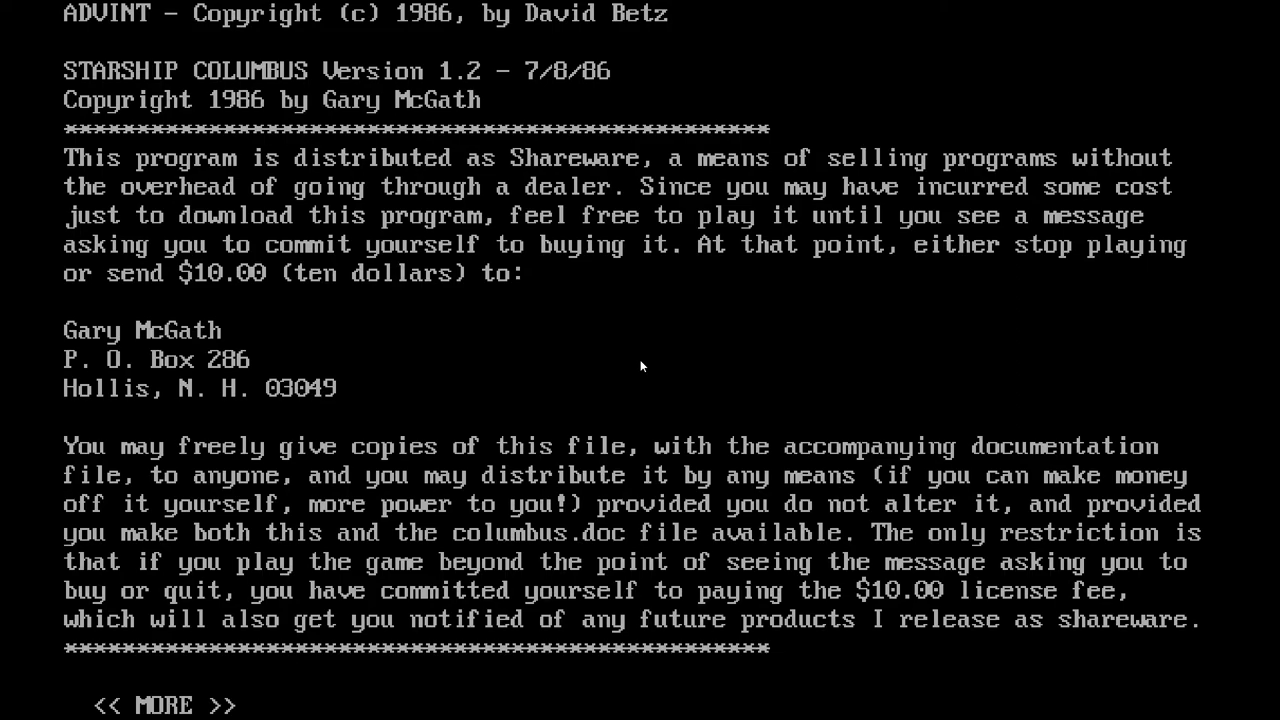 ADVINT - Copyright (c) 1986, by David Betz
STARSHIP COLUMBUS Version 1.2 - 7/8/86
Copyright 1986 by Gary McGath
*************************************************
This program is distributed as Shareware, a means of selling programs without
the overhead of going through a dealer. Since you may have incurred some cost
just to download this program, feel free to play it until you see a message
asking you to commit yourself to buying it. At that point, either stop playing
or send $10.00 (ten dollars) to:
Gary McGath
P. O. Box 286
Hollis, N. H. 03049
You may freely give copies of this file, with the accompanying documentation
file, to anyone, and you may distribute it by any means (if you can make money
off it yourself, more power to you!) provided you do not alter it, and provided
you make both this and the columbus.doc file available. The only restriction is
that if you play the game beyond the point of seeing the message asking you to
buy or quit, you have committed yourself to paying the $10.00 license fee,
which will also get you notified of any future products I release as shareware.
*************************************************
<< MORE >>